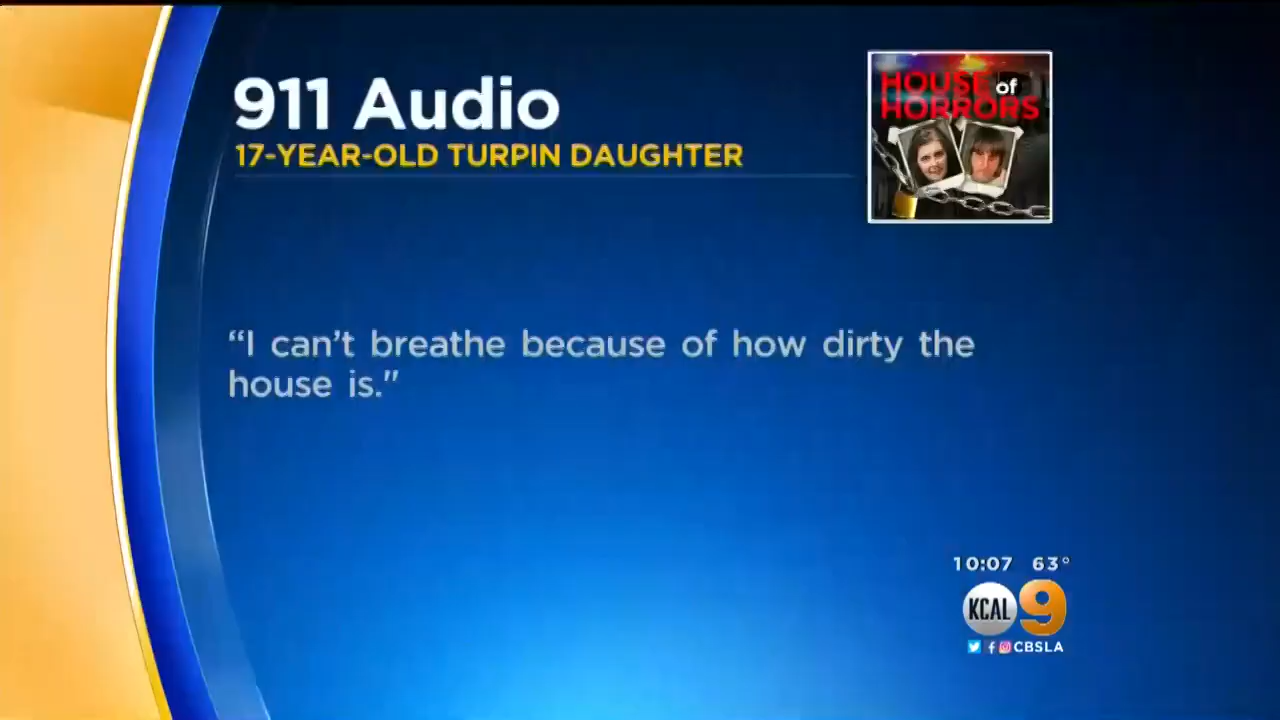 911 Audio
17-YEAR-OLD TURPIN DAUGHTER
HOUSE of
HORRORS
“I can't breathe because of how dirty the
house is."
10:07 63°
KCAL 9
CBSLA